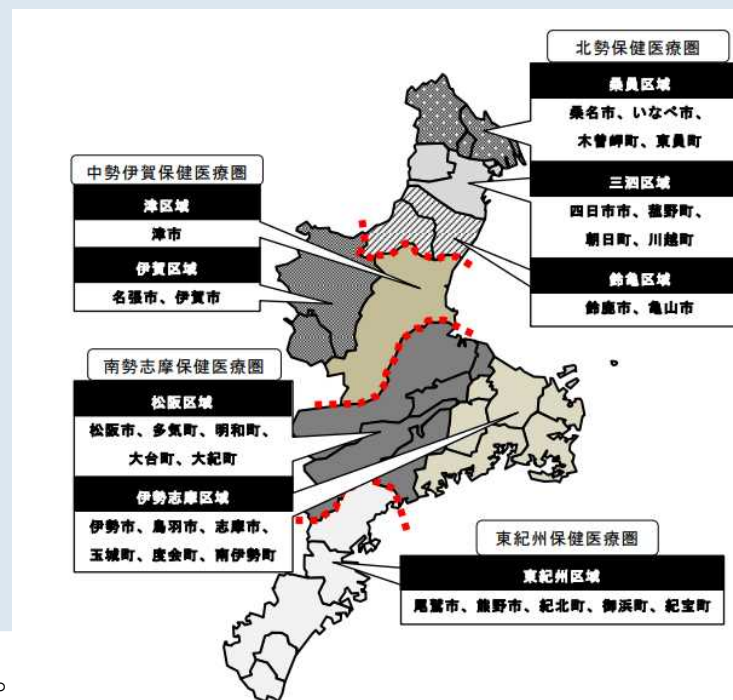 北勢保健医療圏
桑員区域
桑名市、いなべ市、
木曽岬町、東員町
三泗区域
四日市市、菰野町、
朝日町、川越町
鈴亀区域
鈴鹿市、亀山市
中勢伊賀保健医療圏
津区域
津市
伊賀区域
名張市、伊賀市
南勢志摩保健医療圏
松阪区域
松阪市、多気町、明和町、
大台町、大紀町
伊勢志摩区域
伊勢市、鳥羽市、志摩市、
玉城町、度会町、南伊勢町
東紀州保健医療圏
東紀州区域
尾鷲市、熊野市、紀北町、御浜町、紀宝町
。